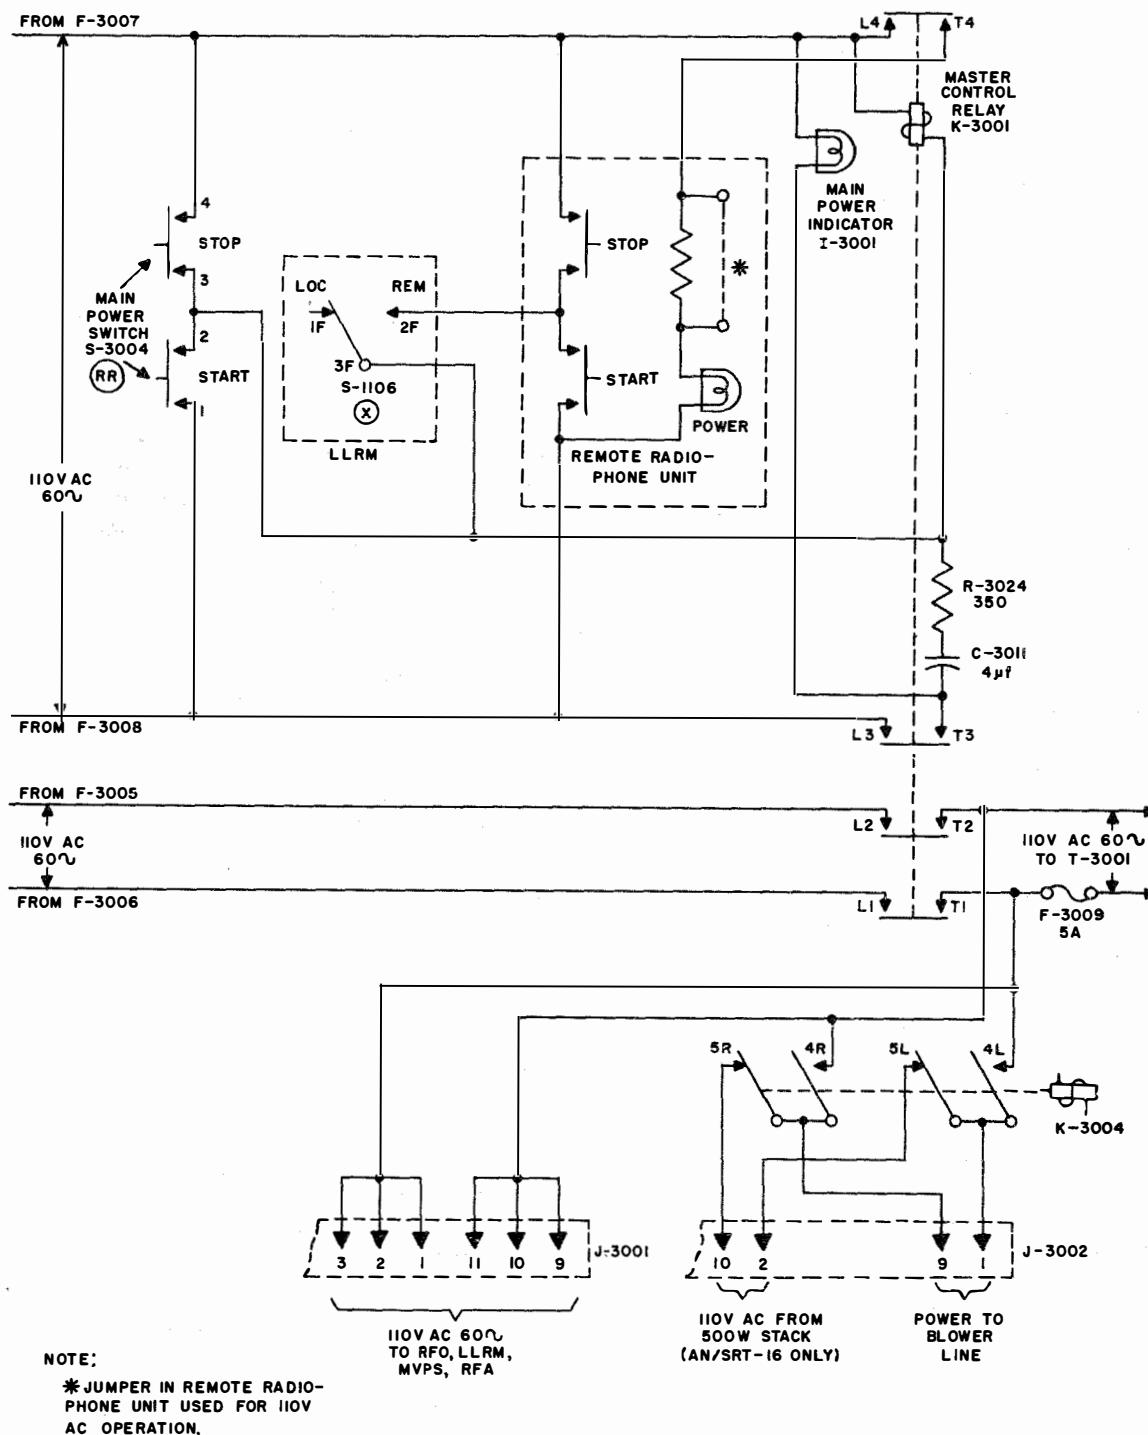 FROM F-3007
L4
T4
MASTER
CONTROL
RELAY
K-3001
MAIN
POWER
INDICATOR
I-3001
4
STOP
3
MAIN
POWER
SWITCH
S-3004
2
RR
START
1
LOC
REM
1F
2F
3F
S-1106
X
LLRM
STOP
*
START
POWER
REMOTE RADIO-
PHONE UNIT
110V AC
60∿
R-3024
350
C-3011
4µf
FROM F-3008
L3
T3
FROM F-3005
L2
T2
110V AC
60∿
110V AC 60∿
TO T-3001
FROM F-3006
L1
T1
F-3009
5A
5R
4R
5L
4L
K-3004
3
2
1
11
10
9
J-3001
10
2
9
1
J-3002
110V AC 60∿
TO RFO, LLRM,
MVPS, RFA
110V AC FROM
500W STACK
(AN/SRT-16 ONLY)
POWER TO
BLOWER
LINE
NOTE:
* JUMPER IN REMOTE RADIO-
PHONE UNIT USED FOR 110V
AC OPERATION.